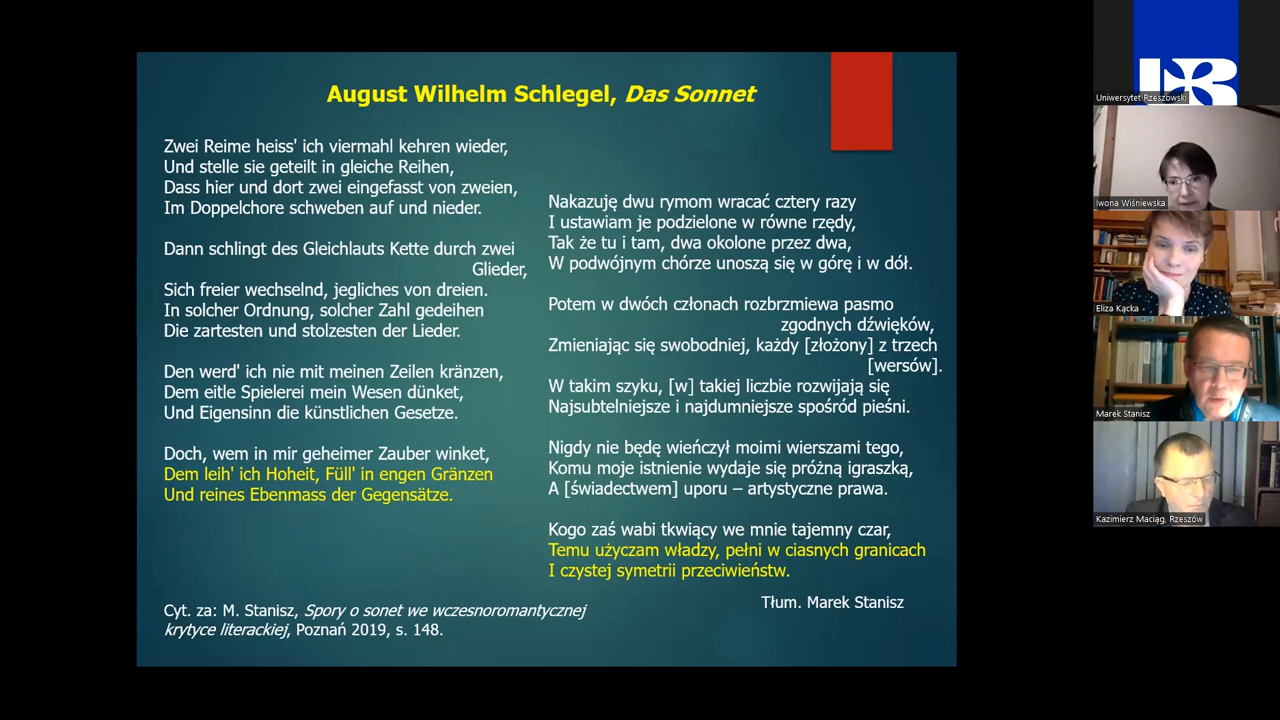 August Wilhelm Schlegel, Das Sonnet
Zwei Reime heiss' ich viermahl kehren wieder,
Und stelle sie geteilt in gleiche Reihen,
Dass hier und dort zwei eingefasst von zweien,
Im Doppelchore schweben auf und nieder.
Dann schlingt des Gleichlauts Kette durch zwei
Glieder,
Sich freier wechselnd, jegliches von dreien.
In solcher Ordnung, solcher Zahl gedeihen
Die zartesten und stolzesten der Lieder.
Den werd' ich nie mit meinen Zeilen kränzen,
Dem eitle Spielerei mein Wesen dünket,
Und Eigensinn die künstlichen Gesetze.
Doch, wem in mir geheimer Zauber winket,
Dem leih' ich Hoheit, Füll' in engen Gränzen
Und reines Ebenmass der Gegensätze.
Nakazuję dwu rymom wracać cztery razy
I ustawiam je podzielone w równe rzędy,
Tak że tu i tam, dwa okolone przez dwa,
W podwójnym chórze unoszą się w górę i w dół.
Potem w dwóch członach rozbrzmiewa pasmo
zgodnych dźwięków,
Zmieniając się swobodniej, każdy [złożony] z trzech
[wersów].
W takim szyku, [w] takiej liczbie rozwijają się
Najsubtelniejsze i najdumniejsze spośród pieśni.
Nigdy nie będę wieńczył moimi wierszami tego,
Komu moje istnienie wydaje się próżną igraszką,
A [świadectwem] uporu – artystyczne prawa.
Kogo zaś wabi tkwiący we mnie tajemny czar,
Temu użyczam władzy, pełni w ciasnych granicach
I czystej symetrii przeciwieństw.
Tłum. Marek Stanisz
Cyt. za: M. Stanisz, Spory o sonet we wczesnoromantycznej
krytyce literackiej, Poznań 2019, s. 148.
UR
Uniwersytet Rzeszowski
Iwona Wiśniewska
Eliza Kącka
Marek Stanisz
Kazimierz Maciąg, Rzeszów